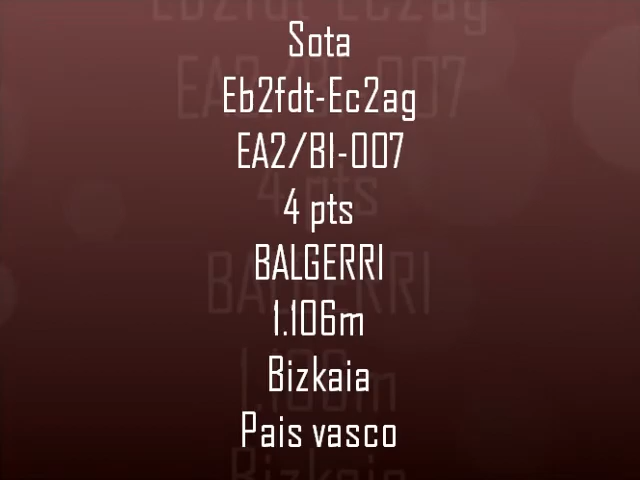 Sota
Eb2fdt-Ec2ag
EA2/BI-007
4 pts
BALGERRI
1.106m
Bizkaia
Pais vasco